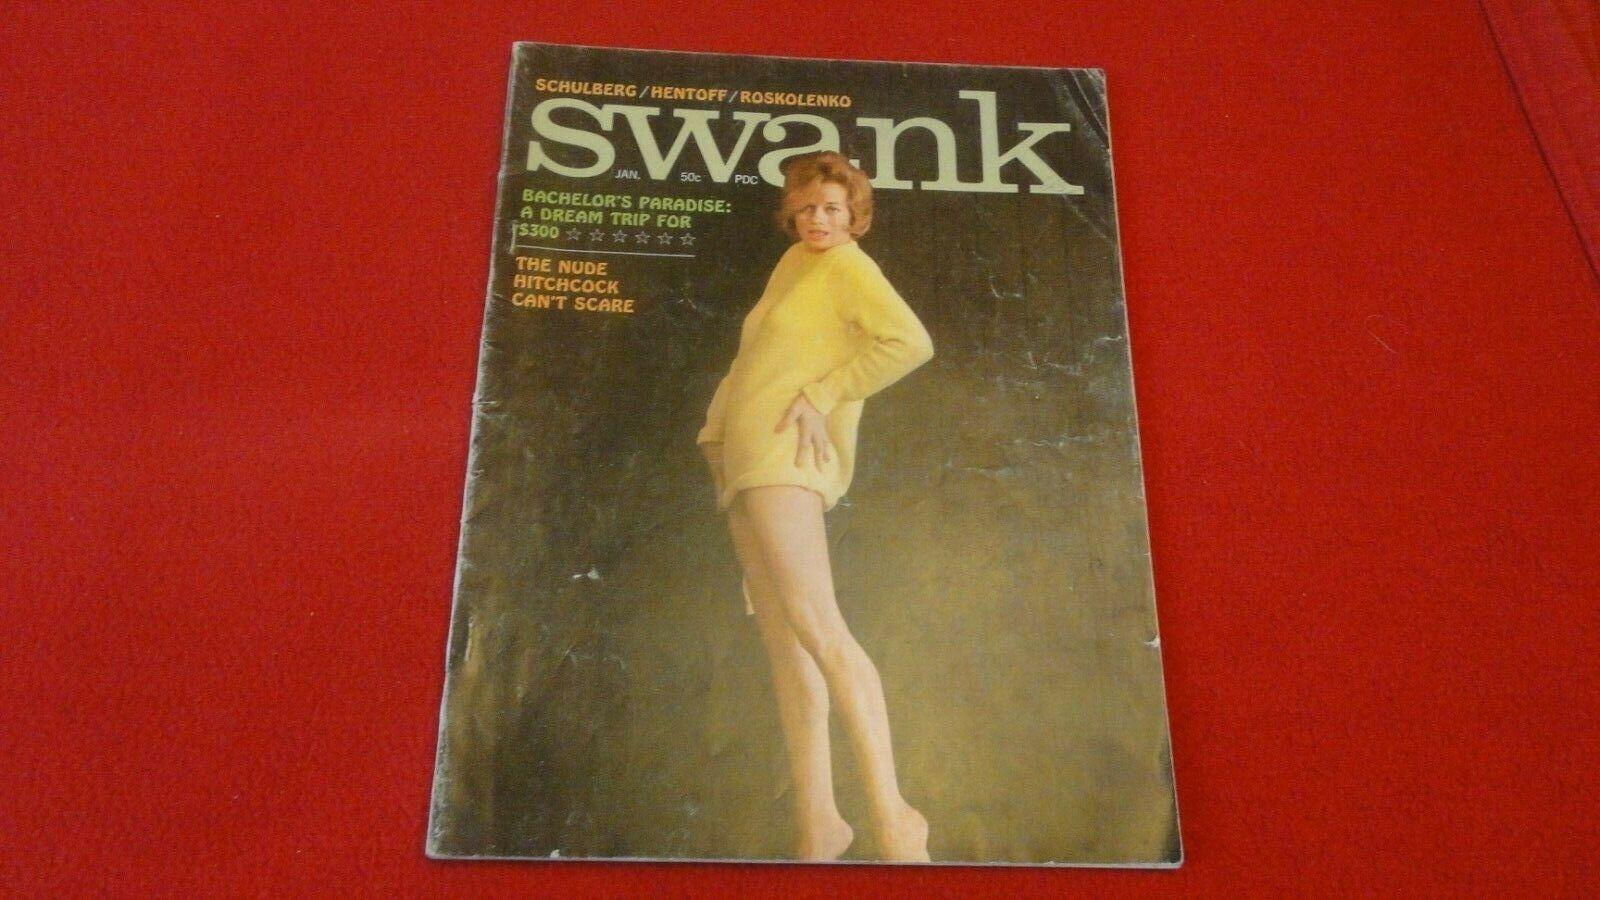 SCHULBERG / HENTOFF / ROSKOLENKO
swank
JAN. 50c PDC
BACHELOR'S PARADISE:
A DREAM TRIP FOR
$300 ☆ ☆ ☆ ☆ ☆ ☆
THE NUDE
HITCHCOCK
CAN'T SCARE